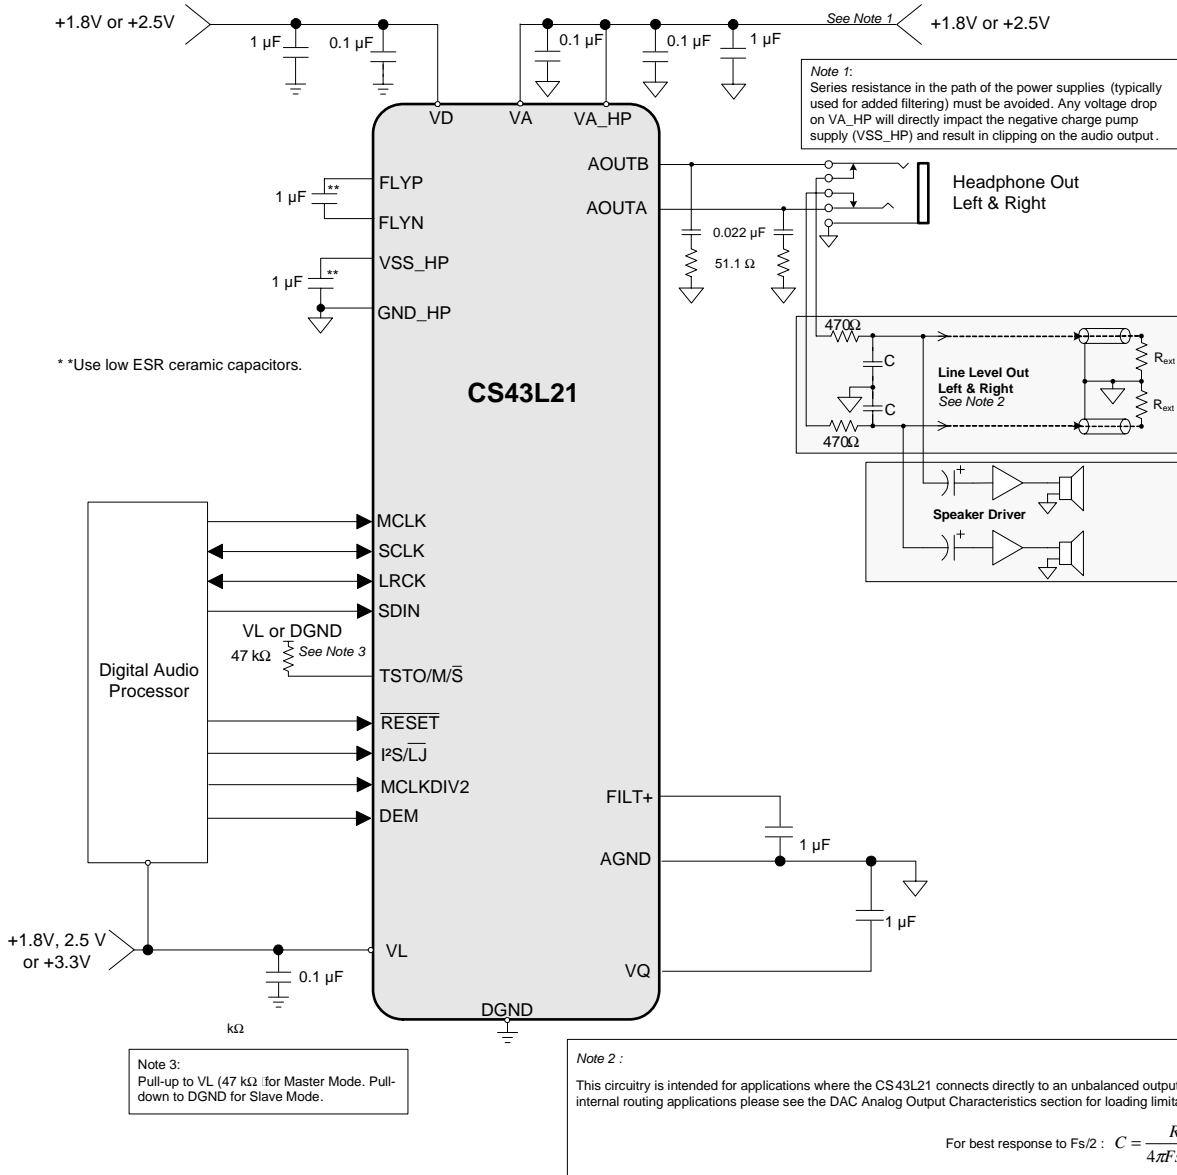 +1.8V or +2.5V
1 µF
0.1 µF
0.1 µF
0.1 µF
1 µF
See Note 1
+1.8V or +2.5V
Note 1:
Series resistance in the path of the power supplies (typically
used for added filtering) must be avoided. Any voltage drop
on VA_HP will directly impact the negative charge pump
supply (VSS_HP) and result in clipping on the audio output.
VD
VA
VA_HP
AOUTB
AOUTA
Headphone Out
Left & Right
FLYP
1 µF
**
FLYN
VSS_HP
1 µF
**
GND_HP
0.022 µF
51.1 Ω
* *Use low ESR ceramic capacitors.
CS43L21
470Ω
C
C
470Ω
Line Level Out
Left & Right
See Note 2
Rext
Rext
+
Speaker Driver
+
Digital Audio
Processor
MCLK
SCLK
LRCK
SDIN
VL or DGND
47 kΩ
See Note 3
TSTO/M/S̅
R̅E̅S̅E̅T̅
I²S/L̅J̅
MCLKDIV2
DEM
FILT+
1 µF
AGND
1 µF
VQ
+1.8V, 2.5 V
or +3.3V
VL
0.1 µF
DGND
kΩ
Note 3:
Pull-up to VL (47 kΩ for Master Mode. Pull-
down to DGND for Slave Mode.
Note 2 :
This circuitry is intended for applications where the CS43L21 connects directly to an unbalanced output
internal routing applications please see the DAC Analog Output Characteristics section for loading limita
For best response to Fs/2 : C = R / 4πFs